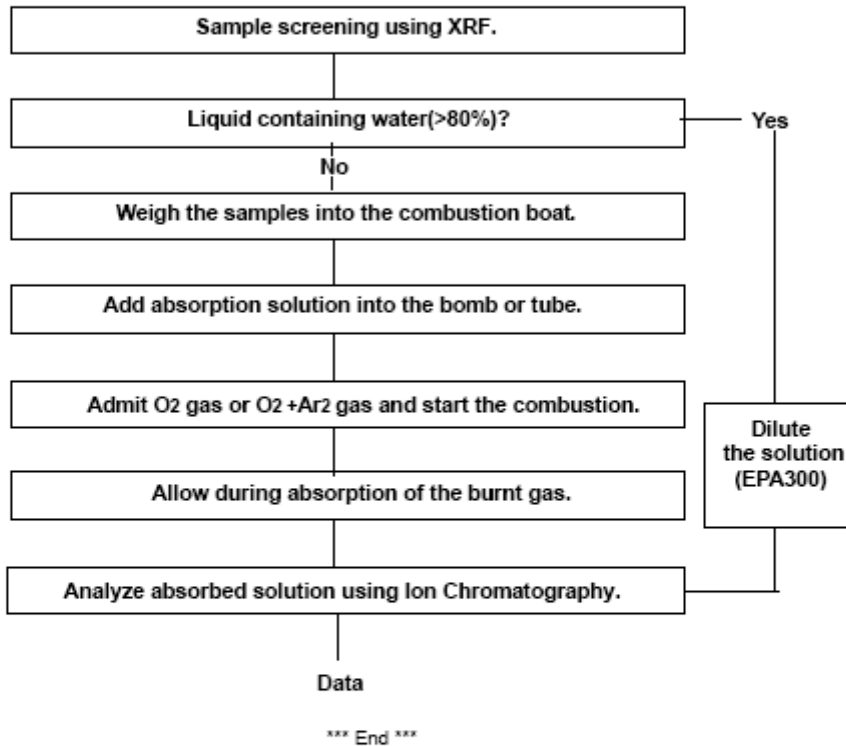 Sample screening using XRF.
Liquid containing water(>80%)?
Yes
No
Weigh the samples into the combustion boat.
Add absorption solution into the bomb or tube.
Admit O2 gas or O2 +Ar2 gas and start the combustion.
Dilute
the solution
(EPA300)
Allow during absorption of the burnt gas.
Analyze absorbed solution using Ion Chromatography.
Data
*** End ***